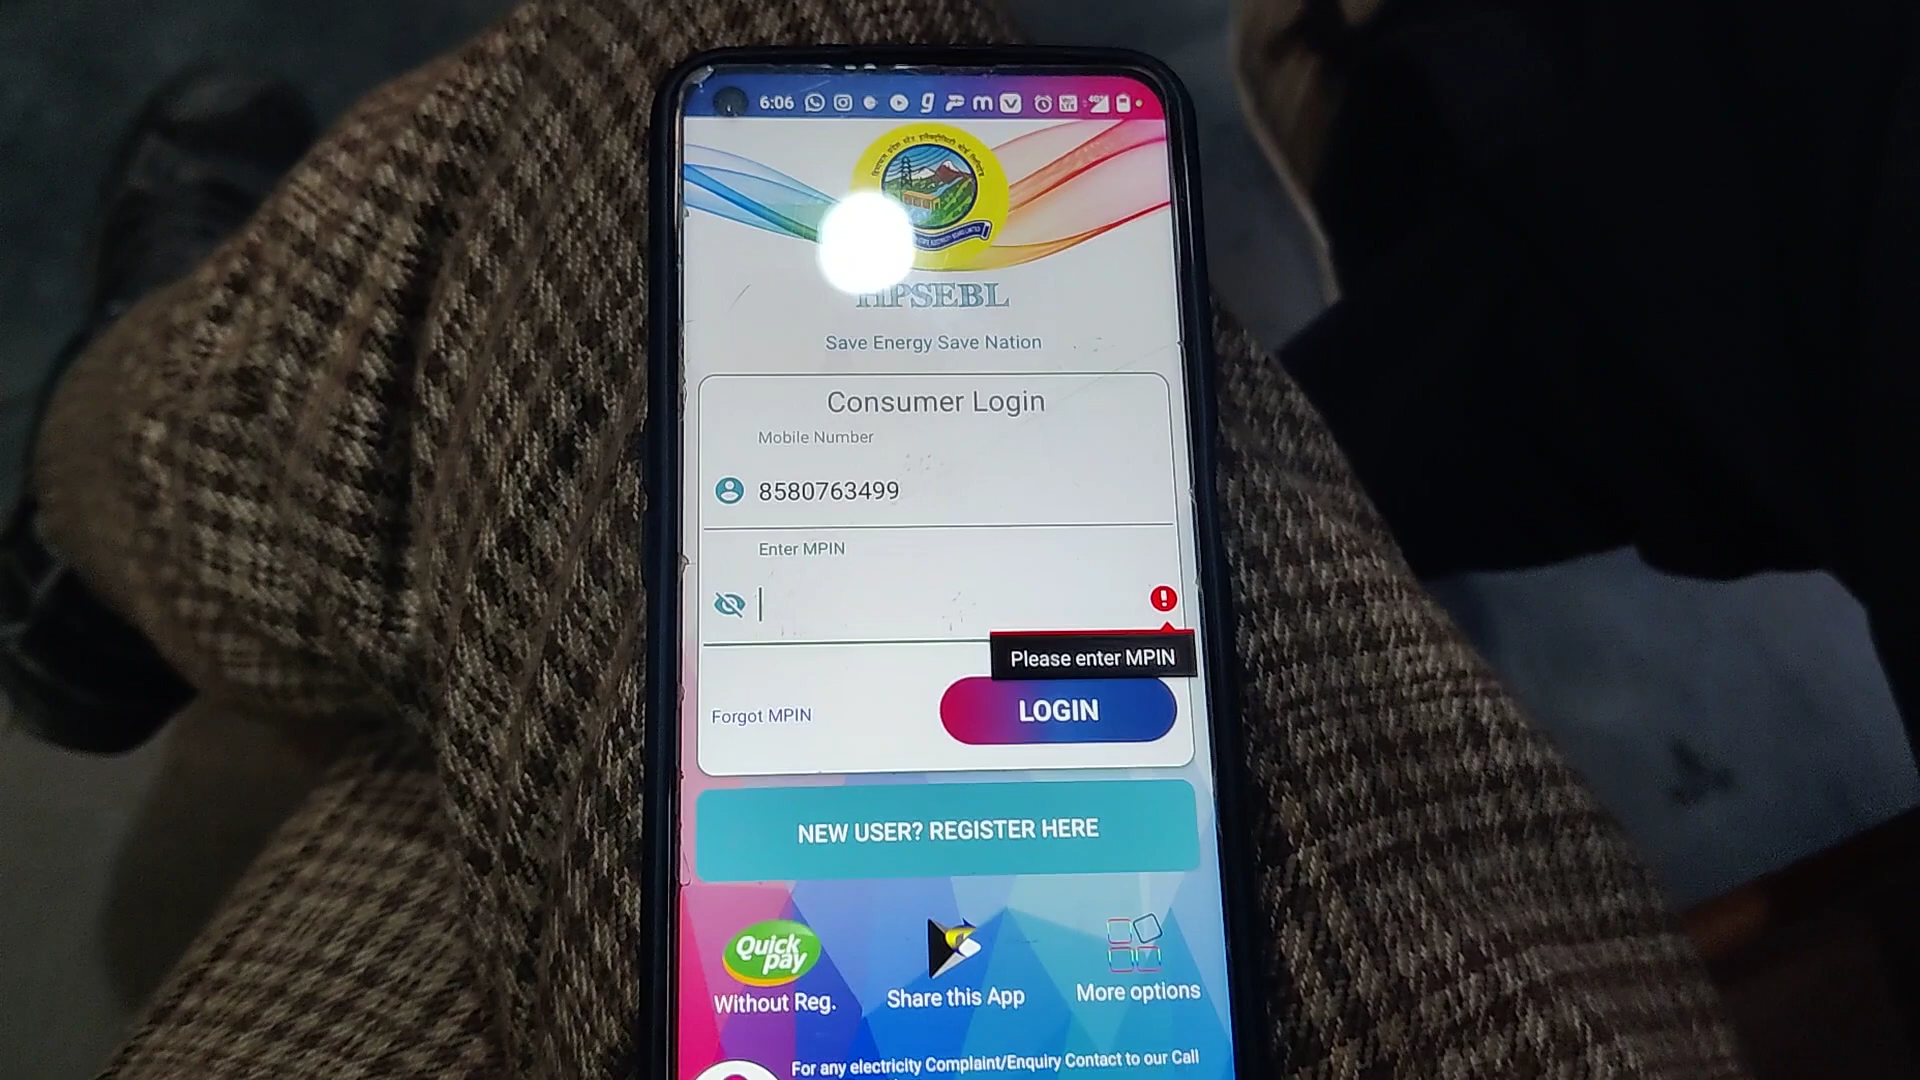 6:06
HPSEBL
Save Energy Save Nation
Consumer Login
Mobile Number
8580763499
Enter MPIN
Please enter MPIN
Forgot MPIN
LOGIN
NEW USER? REGISTER HERE
Quick
pay
Without Reg.
Share this App
More options
For any electricity Complaint/Enquiry Contact to our Call